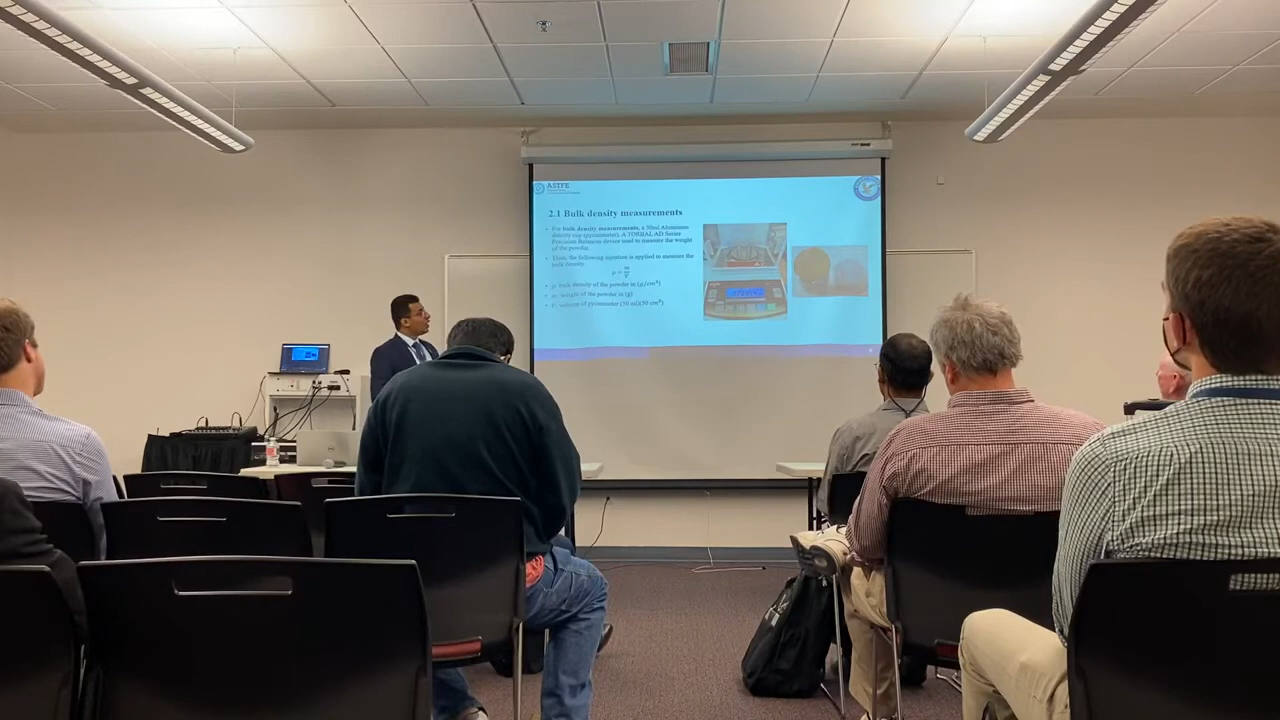 ASTFE
2.1 Bulk density measurements
• For bulk density measurements, a 50ml Aluminum
density cup (pycnometer). A TORBAL AD Series
Precision Balances device used to measure the weight
of the powder.
• Then, the following equation is applied to measure the
bulk density.
ρ = m/V
• ρ: bulk density of the powder in (g/cm³)
• m: weight of the powder in (g)
• V: volume of pycnometer (50 ml)(50 cm³)